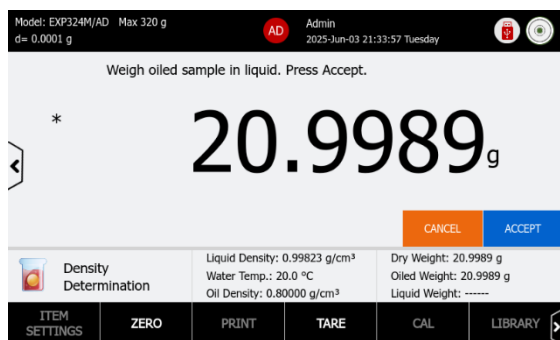 Model: EXP324M/AD Max 320 g
d= 0.0001 g
AD
Admin
2025-Jun-03 21:33:57 Tuesday
Weigh oiled sample in liquid. Press Accept.
* 20.9989 g
CANCEL
ACCEPT
Density
Determination
Liquid Density: 0.99823 g/cm³
Water Temp.: 20.0 °C
Oil Density: 0.80000 g/cm³
Dry Weight: 20.9989 g
Oiled Weight: 20.9989 g
Liquid Weight: ------
ITEM
SETTINGS
ZERO
PRINT
TARE
CAL
LIBRARY